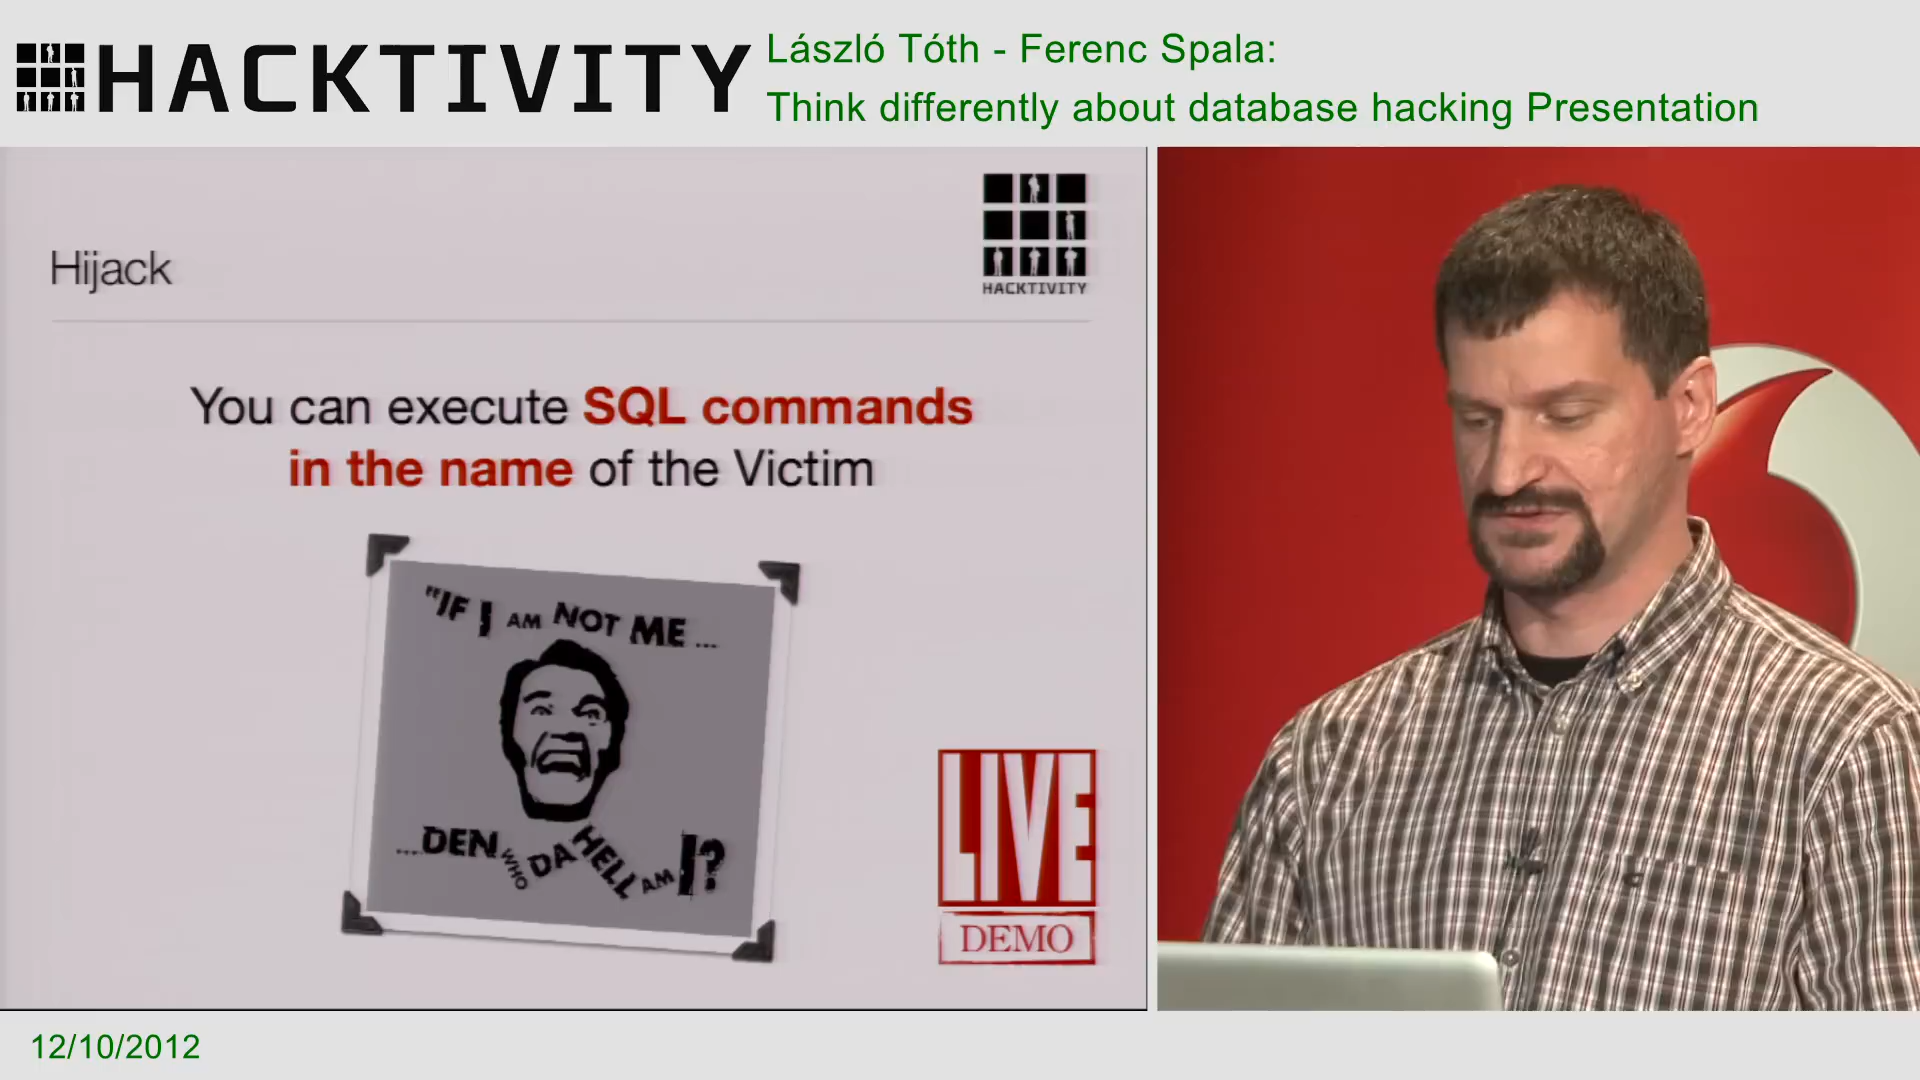 HACKTIVITY
László Tóth - Ferenc Spala:
Think differently about database hacking Presentation
HACKTIVITY
Hijack
You can execute SQL commands
in the name of the Victim
"IF I AM NOT ME ...
...DEN WHO DA HELL AM I?
LIVE
DEMO
12/10/2012